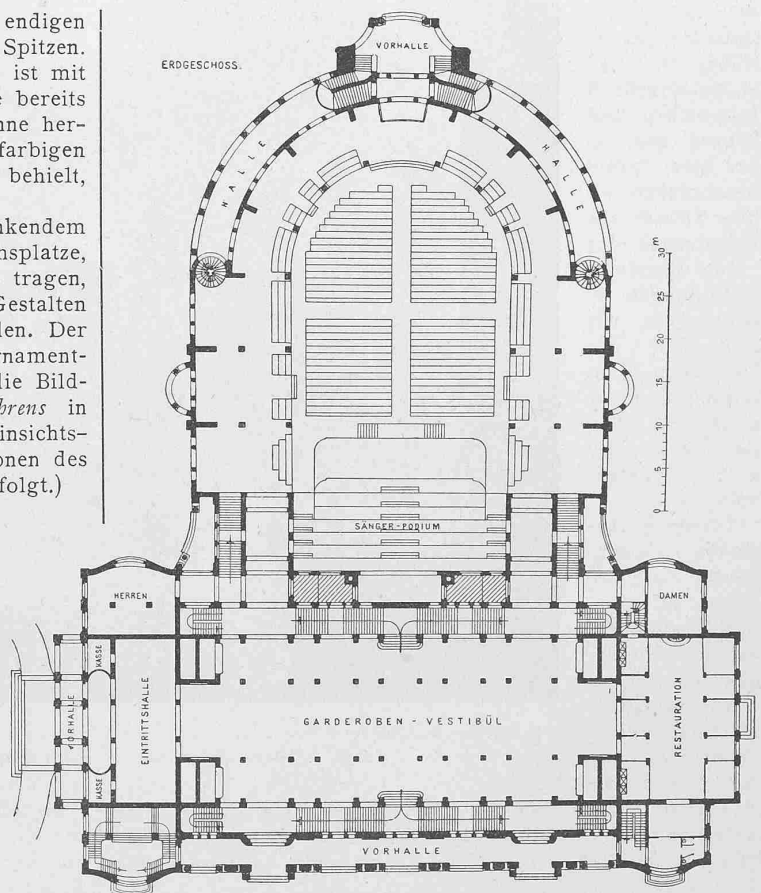 endigen
Spitzen.
ist mit
bereits
nne her-
farbigen
behielt,
nkendem
nsplatze,
tragen,
Gestalten
den. Der
rnament-
die Bild-
hrens in
insichts-
onen des
folgt.)
ERDGESCHOSS.
VORHALLE
HALLE
HALLE
m
30
25
20
15
10
5
0
SÄNGER-PODIUM
HERREN
DAMEN
KASSE
VORHALLE
EINTRITTSHALLE
KASSE
GARDEROBEN - VESTIBÜL
RESTAURATION
VORHALLE